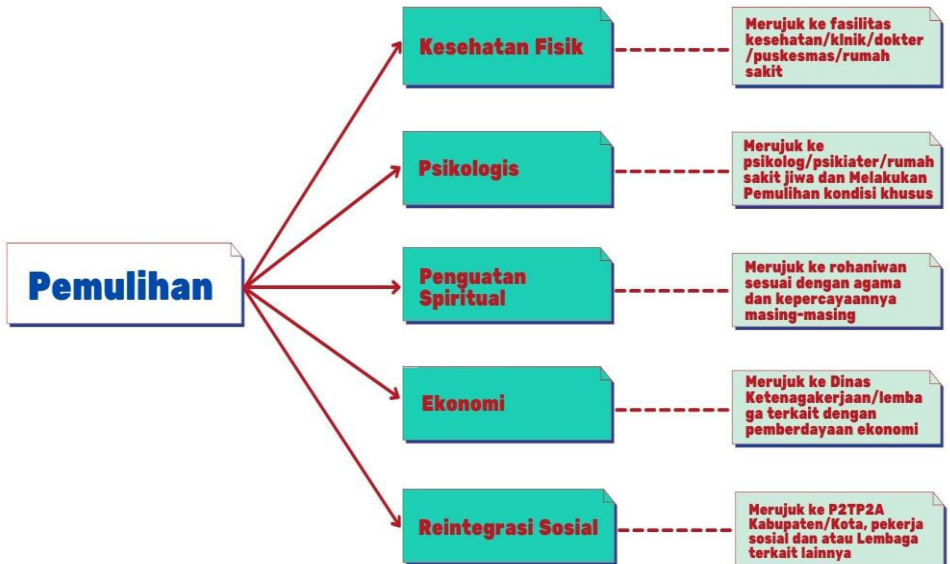 Pemulihan
Kesehatan Fisik
Merujuk ke fasilitas
kesehatan/klnik/dokter
/puskesmas/rumah
sakit
Psikologis
Merujuk ke
psikolog/psikiater/rumah
sakit jiwa dan Melakukan
Pemulihan kondisi khusus
Penguatan
Spiritual
Merujuk ke rohaniwan
sesuai dengan agama
dan kepercayaannya
masing-masing
Ekonomi
Merujuk ke Dinas
Ketenagakerjaan/lemba
ga terkait dengan
pemberdayaan ekonomi
Reintegrasi Sosial
Merujuk ke P2TP2A
Kabupaten/Kota, pekerja
sosial dan atau Lembaga
terkait lainnya